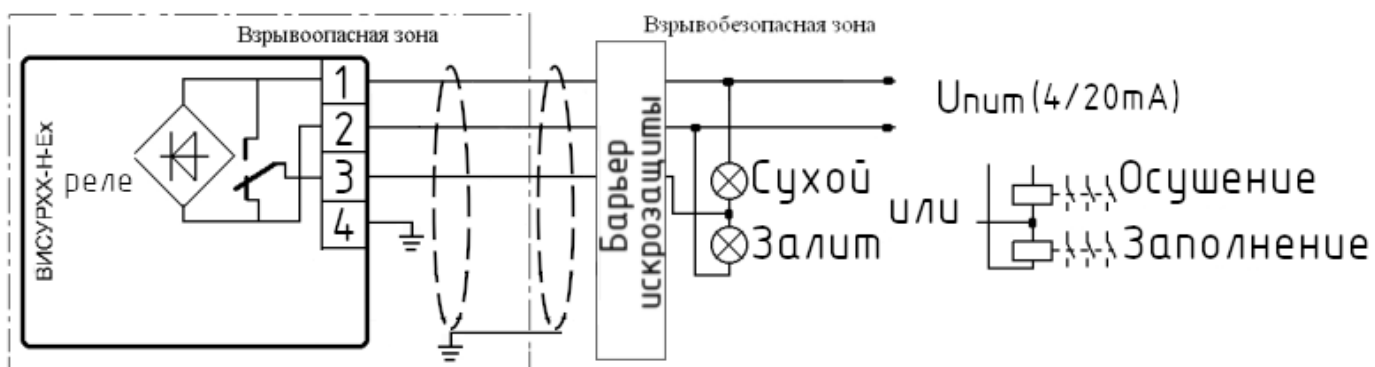 Взрывоопасная зона
Взрывобезопасная зона
ВИСУРХХ-Н-Ех
реле
1
2
3
4
Барьер
искрозащиты
Uпит (4/20mA)
Сухой
Залит
или
Осушение
Заполнение